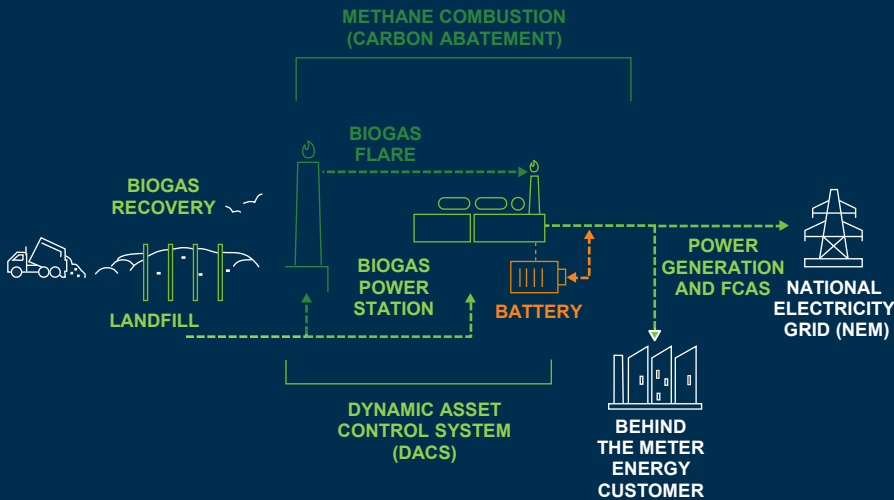 METHANE COMBUSTION
(CARBON ABATEMENT)
BIOGAS
FLARE
BIOGAS
RECOVERY
LANDFILL
BIOGAS
POWER
STATION
BATTERY
POWER
GENERATION
AND FCAS
NATIONAL
ELECTRICITY
GRID (NEM)
DYNAMIC ASSET
CONTROL SYSTEM
(DACS)
BEHIND
THE METER
ENERGY
CUSTOMER